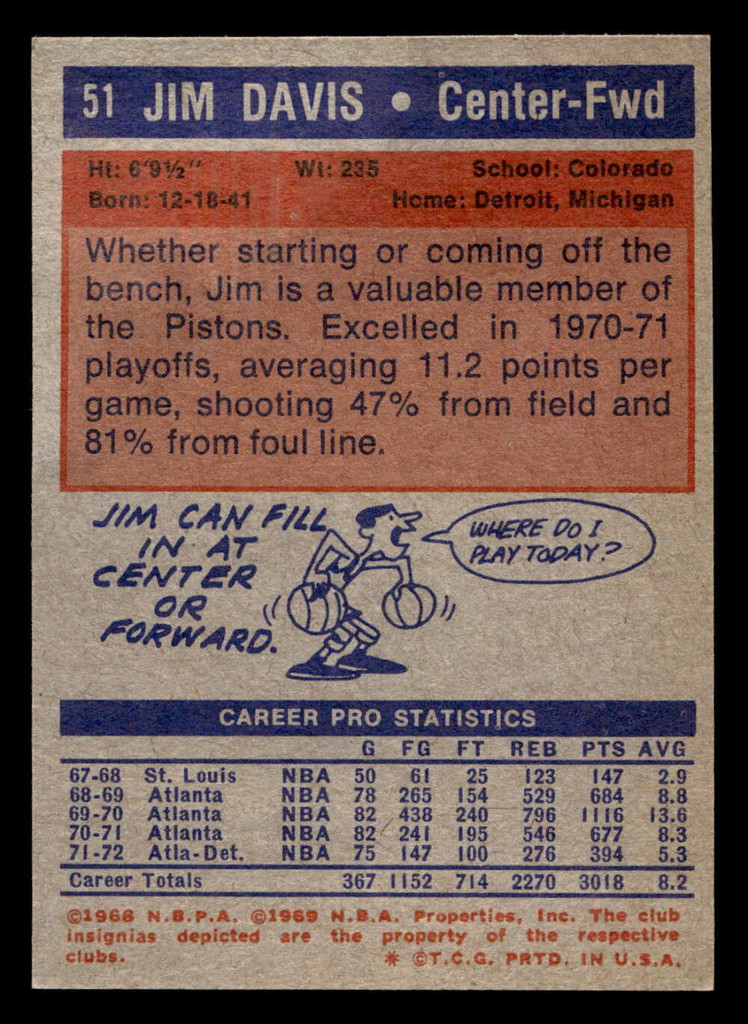 51 JIM DAVIS • Center-Fwd
Ht: 6'9½" Wt: 235 School: Colorado
Born: 12-18-41 Home: Detroit, Michigan
Whether starting or coming off the
bench, Jim is a valuable member of
the Pistons. Excelled in 1970-71
playoffs, averaging 11.2 points per
game, shooting 47% from field and
81% from foul line.
JIM CAN FILL
IN AT
CENTER
OR
FORWARD.
WHERE DO I
PLAY TODAY?
CAREER PRO STATISTICS
G FG FT REB PTS AVG
67-68 St. Louis NBA 50 61 25 123 147 2.9
68-69 Atlanta NBA 78 265 154 529 684 8.8
69-70 Atlanta NBA 82 438 240 796 1116 13.6
70-71 Atlanta NBA 82 241 195 546 677 8.3
71-72 Atla-Det. NBA 75 147 100 276 394 5.3
Career Totals 367 1152 714 2270 3018 8.2
©1968 N.B.P.A. ©1969 N.B.A. Properties, Inc. The club
insignias depicted are the property of the respective
clubs. * ©T.C.G. PRTD. IN U.S.A.